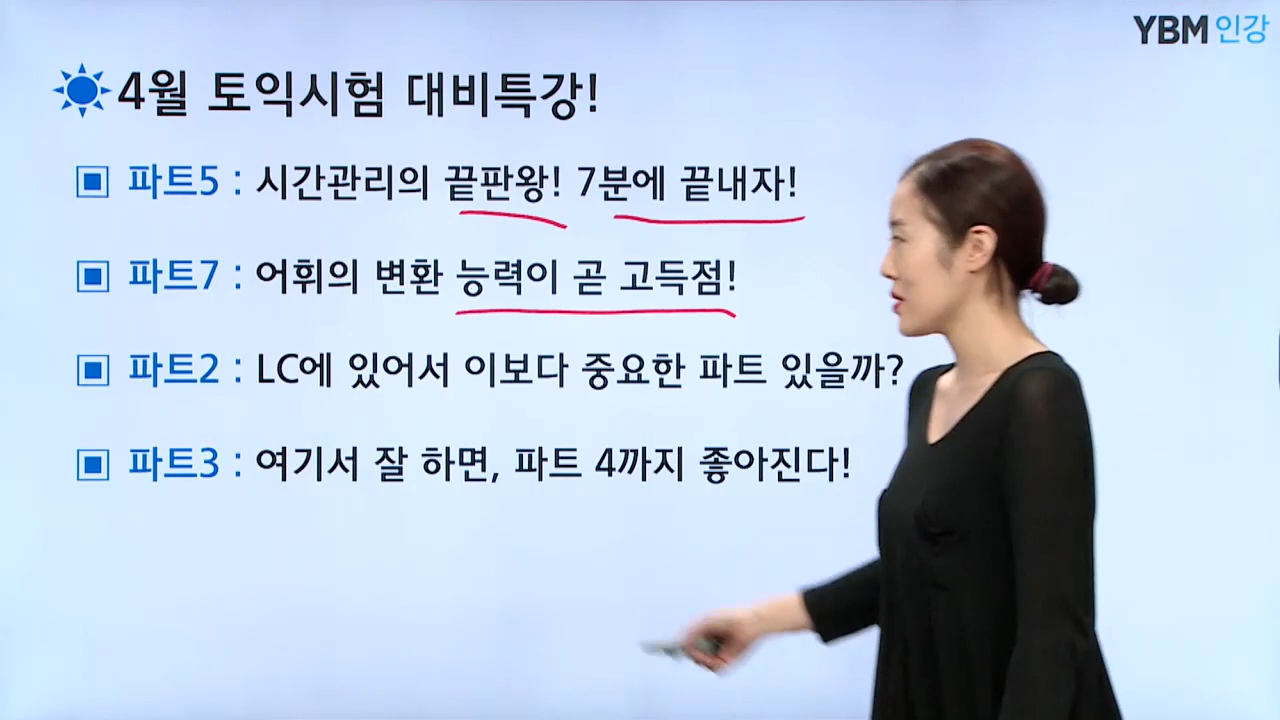 YBM 인강
4월 토익시험 대비특강!
파트5 : 시간관리의 끝판왕! 7분에 끝내자!
파트7 : 어휘의 변환 능력이 곧 고득점!
파트2 : LC에 있어서 이보다 중요한 파트 있을까?
파트3 : 여기서 잘 하면, 파트 4까지 좋아진다!